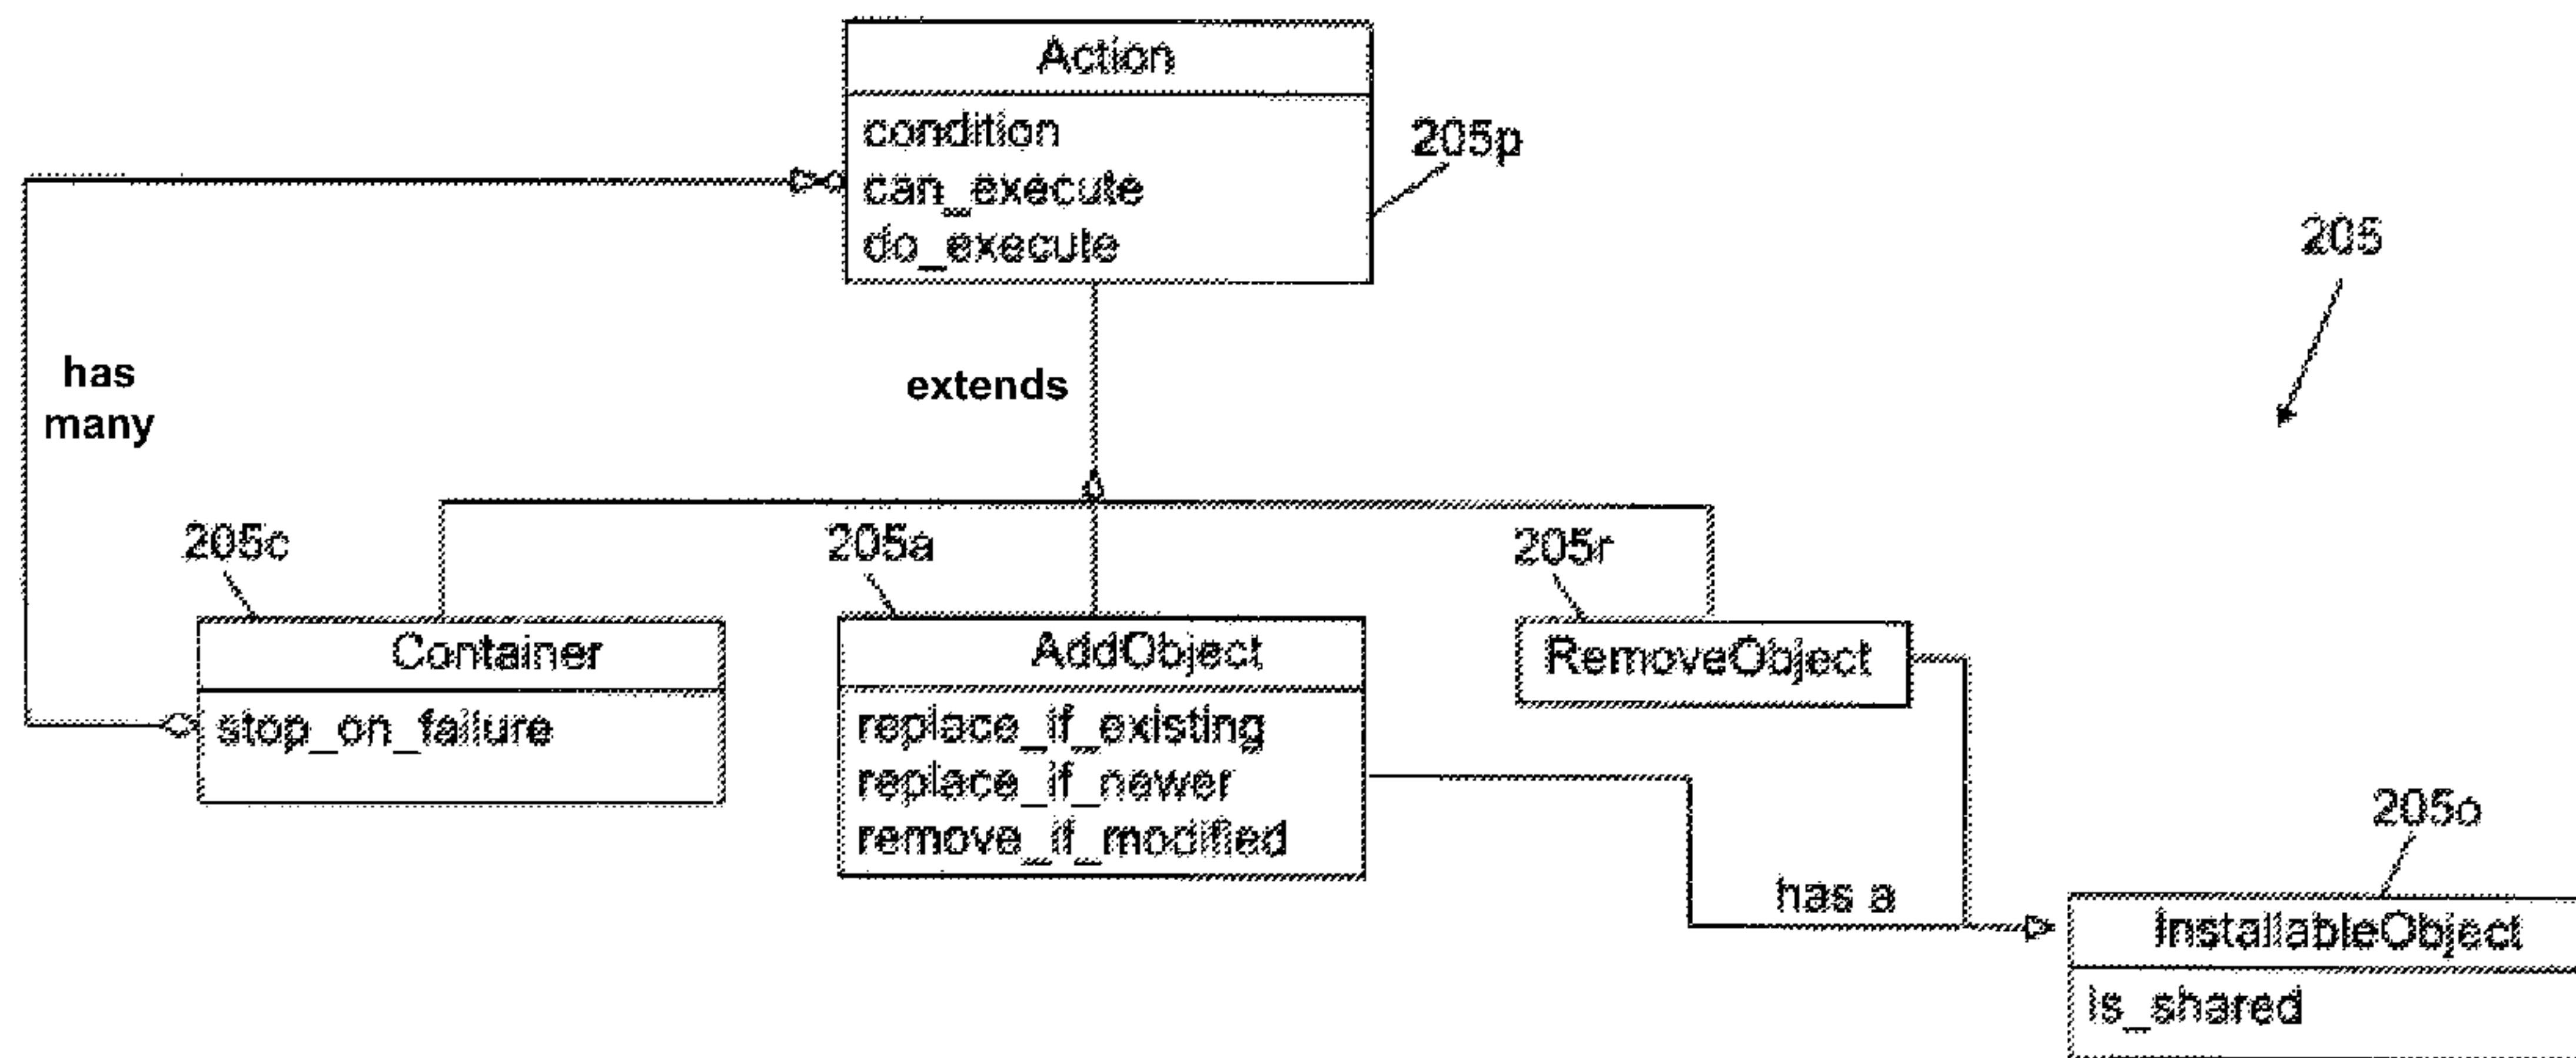 Action
condition
can_execute
do_execute
205p
205
has
many
extends
205c
205a
205r
Container
stop_on_failure
AddObject
replace_if_existing
replace_if_newer
remove_if_modified
RemoveObject
has a
205o
InstallableObject
is_shared